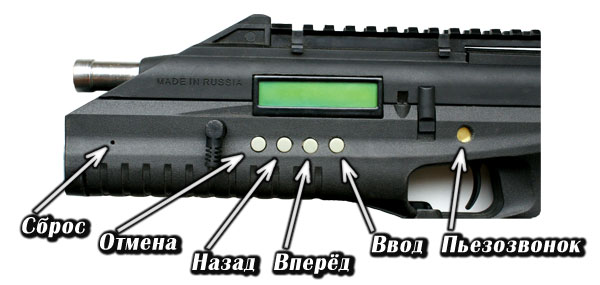 MADE IN RUSSIA
Сброс
Отмена
Назад
Вперёд
Ввод
Пьезозвонок